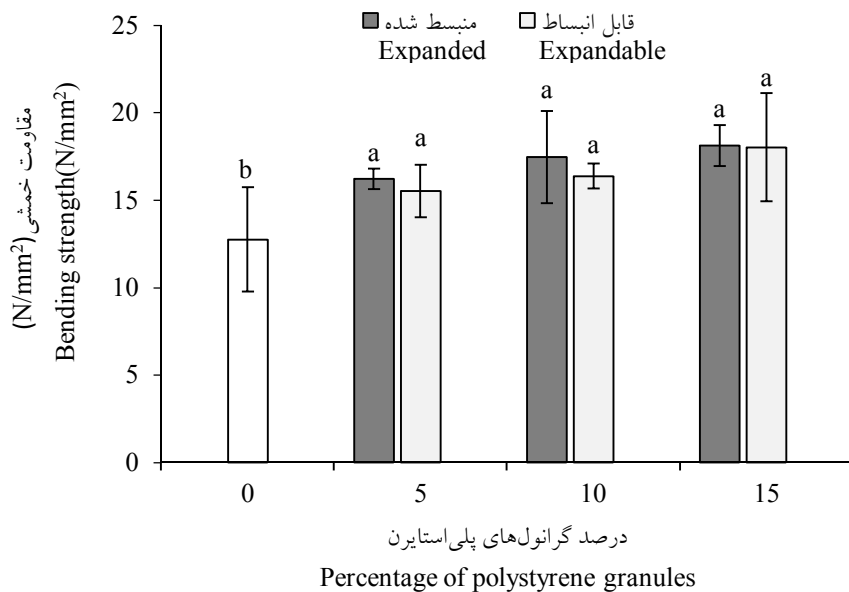 منبسط شده
Expanded
قابل انبساط
Expandable
مقاومت خمشی (N/mm²)
Bending strength(N/mm²)
25
20
15
10
5
0
b
a
a
a
a
a
a
0
5
10
15
درصد گرانول‌های پلی‌استایرن
Percentage of polystyrene granules